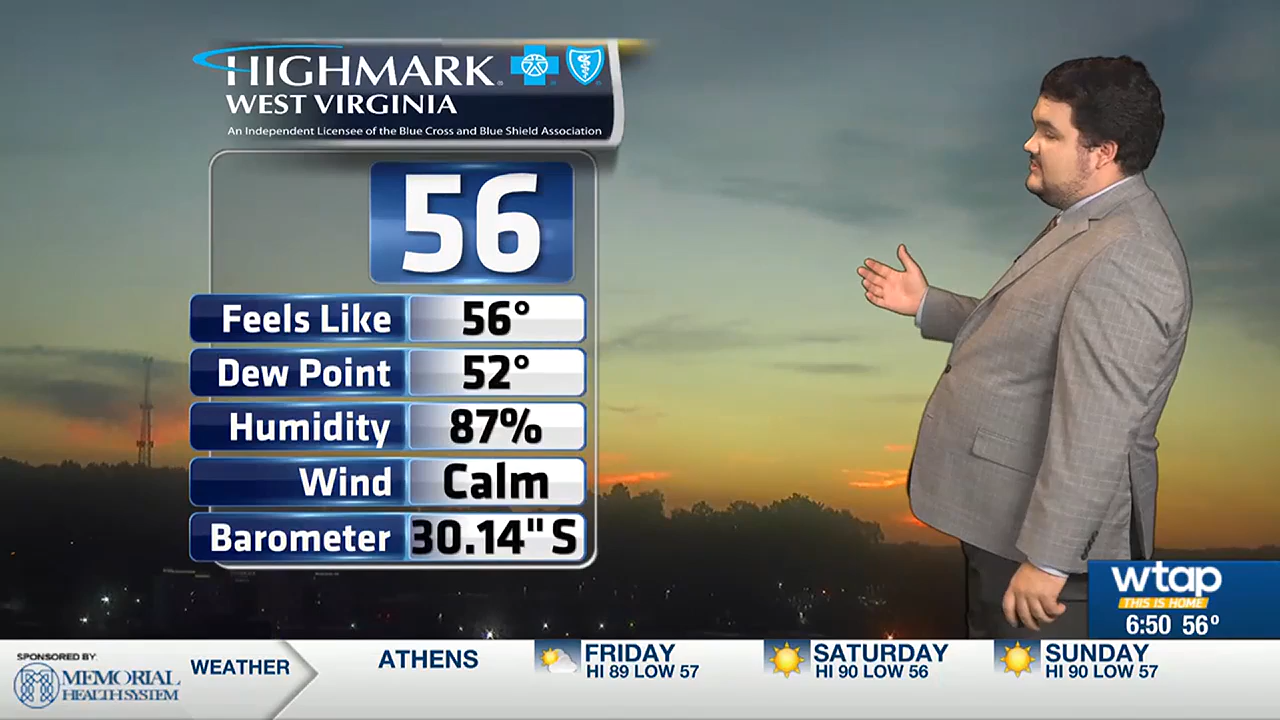 HIGHMARK®
WEST VIRGINIA
An Independent Licensee of the Blue Cross and Blue Shield Association
56
Feels Like 56°
Dew Point 52°
Humidity 87%
Wind Calm
Barometer 30.14" S
wtap
THIS IS HOME
6:50 56°
SPONSORED BY:
MEMORIAL
HEALTH SYSTEM
WEATHER
ATHENS
FRIDAY
HI 89 LOW 57
SATURDAY
HI 90 LOW 56
SUNDAY
HI 90 LOW 57